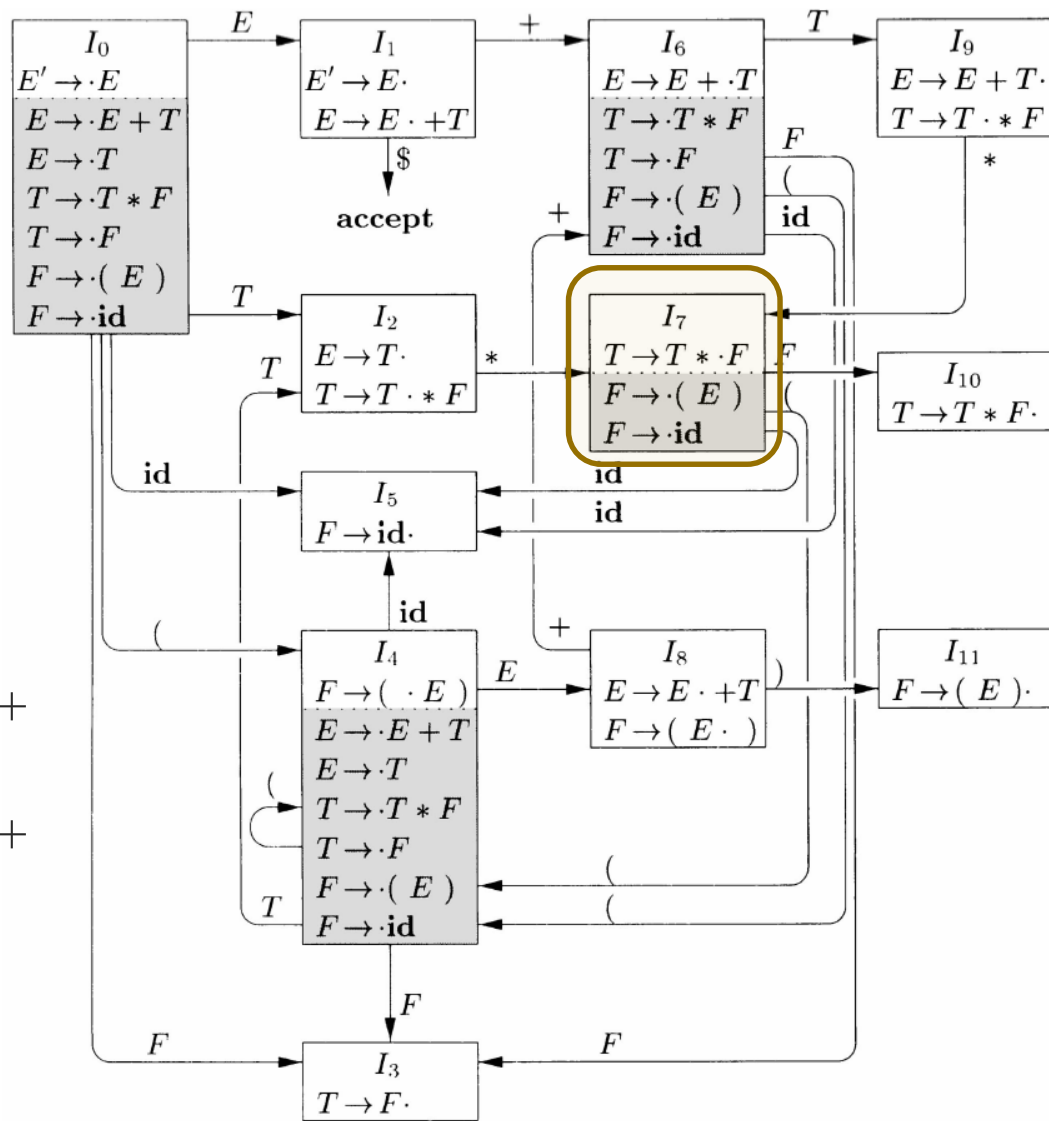 I₀
E' → ·E
E → ·E + T
E → ·T
T → ·T * F
T → ·F
F → ·( E )
F → ·id
E
I₁
E' → E·
E → E · +T
$
accept
+
I₆
E → E + ·T
T → ·T * F
T → ·F
F → ·( E )
F → ·id
T
I₉
E → E + T·
T → T · * F
*
F
(
id
+
T
I₂
E → T·
T → T · * F
T
*
I₇
T → T * ·F
F → ·( E )
F → ·id
F
(
I₁₀
T → T * F·
id
I₅
F → id·
id
id
id
(
I₄
F → ( · E )
E → ·E + T
E → ·T
T → ·T * F
T → ·F
F → ·( E )
F → ·id
(
T
E
+
I₈
E → E · +T
F → ( E · )
)
I₁₁
F → ( E )·
+
+
(
(
F
F
I₃
T → F·
F